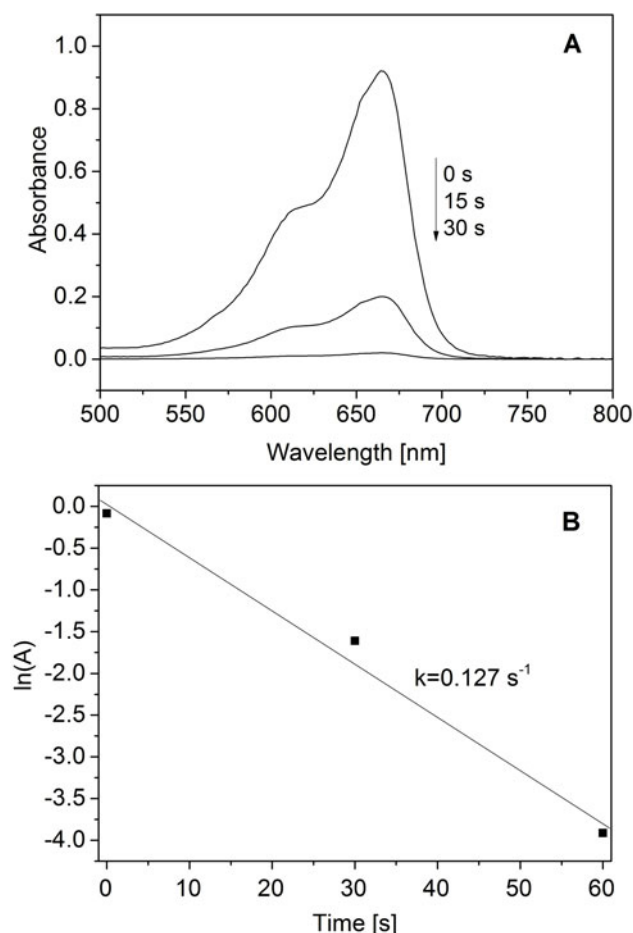 A
1.0
0.8
0.6
0.4
0.2
0.0
Absorbance
0 s
15 s
30 s
500 550 600 650 700 750 800
Wavelength [nm]
B
0.0
-0.5
-1.0
-1.5
-2.0
-2.5
-3.0
-3.5
-4.0
ln(A)
k=0.127 s⁻¹
0 10 20 30 40 50 60
Time [s]